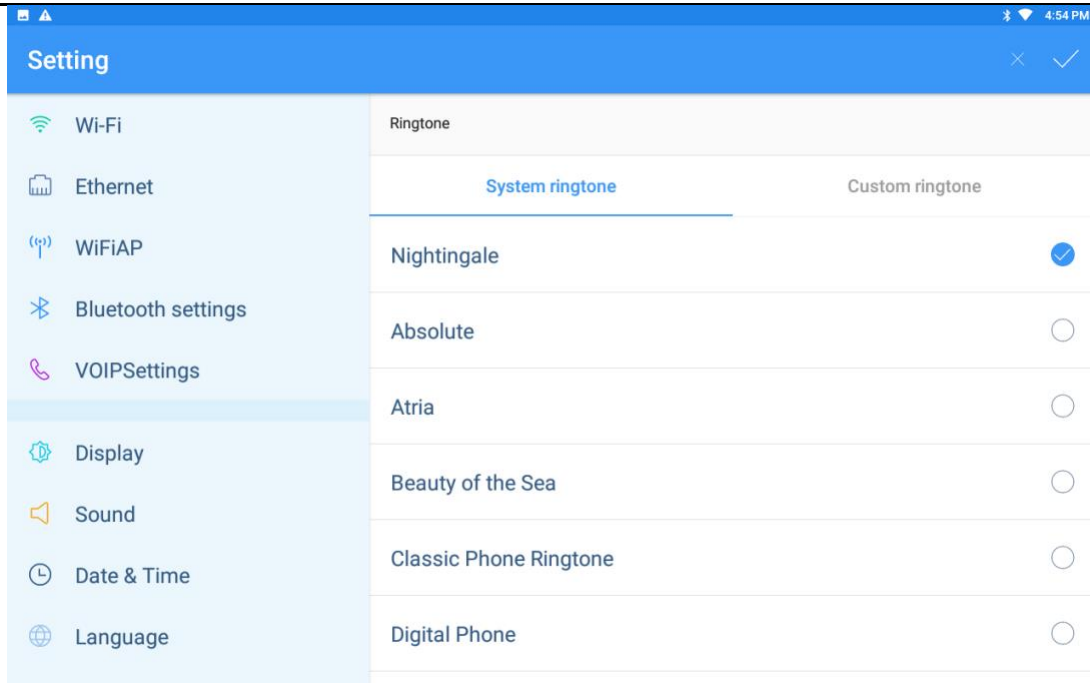 4:54 PM
Setting
Wi-Fi
Ethernet
WiFiAP
Bluetooth settings
VOIPSettings
Display
Sound
Date & Time
Language
Ringtone
System ringtone
Custom ringtone
Nightingale
Absolute
Atria
Beauty of the Sea
Classic Phone Ringtone
Digital Phone